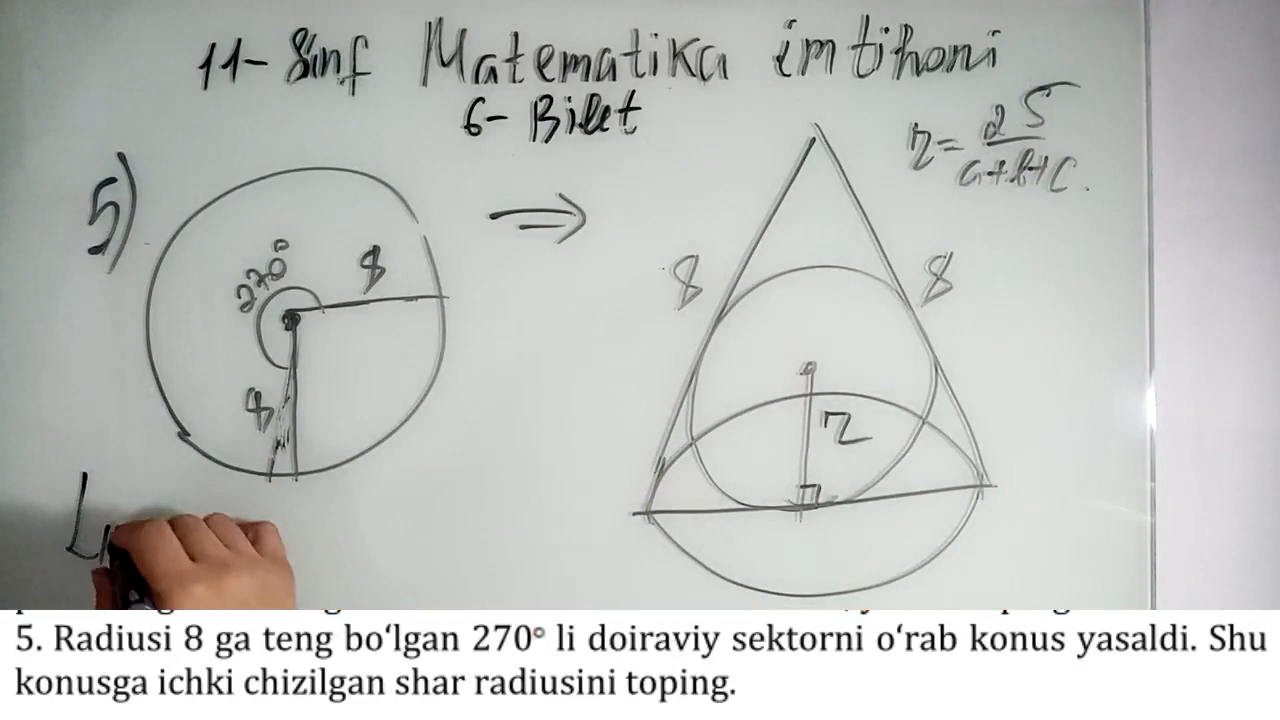 11- Sinf Matematika imtihoni
6- Bilet
r = 2S / a+b+c.
5)
270°
8
8
8
8
r
L
5. Radiusi 8 ga teng bo‘lgan 270° li doiraviy sektorni o‘rab konus yasaldi. Shu
konusga ichki chizilgan shar radiusini toping.